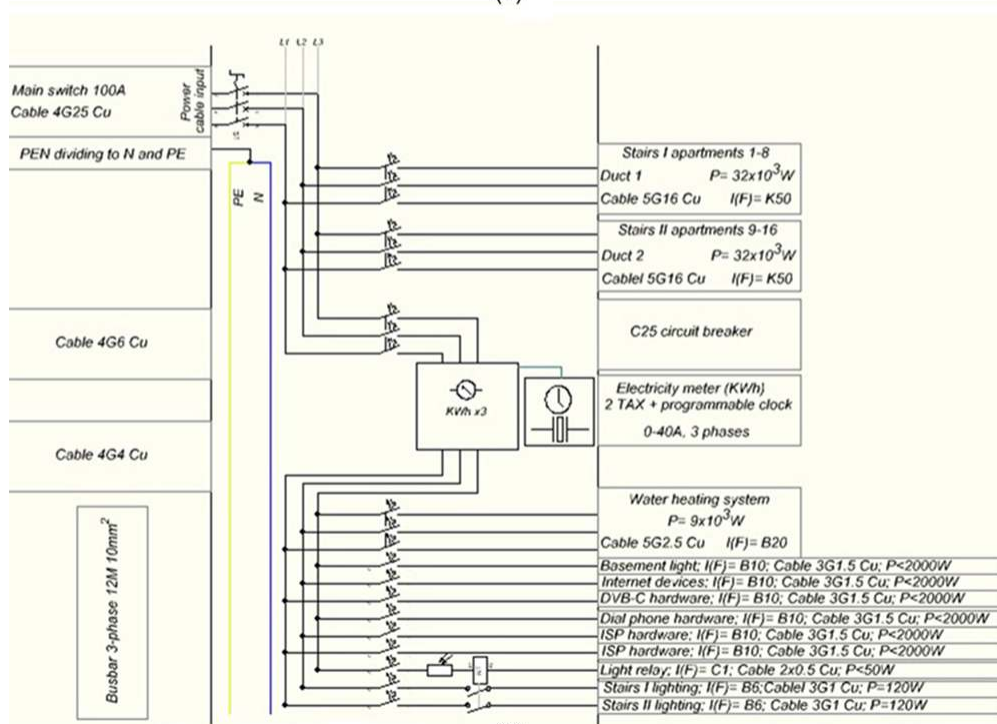 L1 L2 L3
Main switch 100A
Cable 4G25 Cu
Power
cable input
PEN dividing to N and PE
PE
N
Stairs I apartments 1-8
Duct 1 P= 32x10³W
Cable 5G16 Cu I(F)= K50
Stairs II apartments 9-16
Duct 2 P= 32x10³W
Cablel 5G16 Cu I(F)= K50
Cable 4G6 Cu
C25 circuit breaker
KWh x3
Electricity meter (KWh)
2 TAX + programmable clock
0-40A, 3 phases
Cable 4G4 Cu
Busbar 3-phase 12M 10mm²
Water heating system
P= 9x10³W
Cable 5G2.5 Cu I(F)= B20
Basement light; I(F)= B10; Cable 3G1.5 Cu; P<2000W
Internet devices; I(F)= B10; Cable 3G1.5 Cu; P<2000W
DVB-C hardware; I(F)= B10; Cable 3G1.5 Cu; P<2000W
Dial phone hardware; I(F)= B10; Cable 3G1.5 Cu; P<2000W
ISP hardware; I(F)= B10; Cable 3G1.5 Cu; P<2000W
ISP hardware; I(F)= B10; Cable 3G1.5 Cu; P<2000W
Light relay; I(F)= C1; Cable 2x0.5 Cu; P<50W
Stairs I lighting; I(F)= B6;Cablel 3G1 Cu; P=120W
Stairs II lighting; I(F)= B6; Cable 3G1 Cu; P=120W